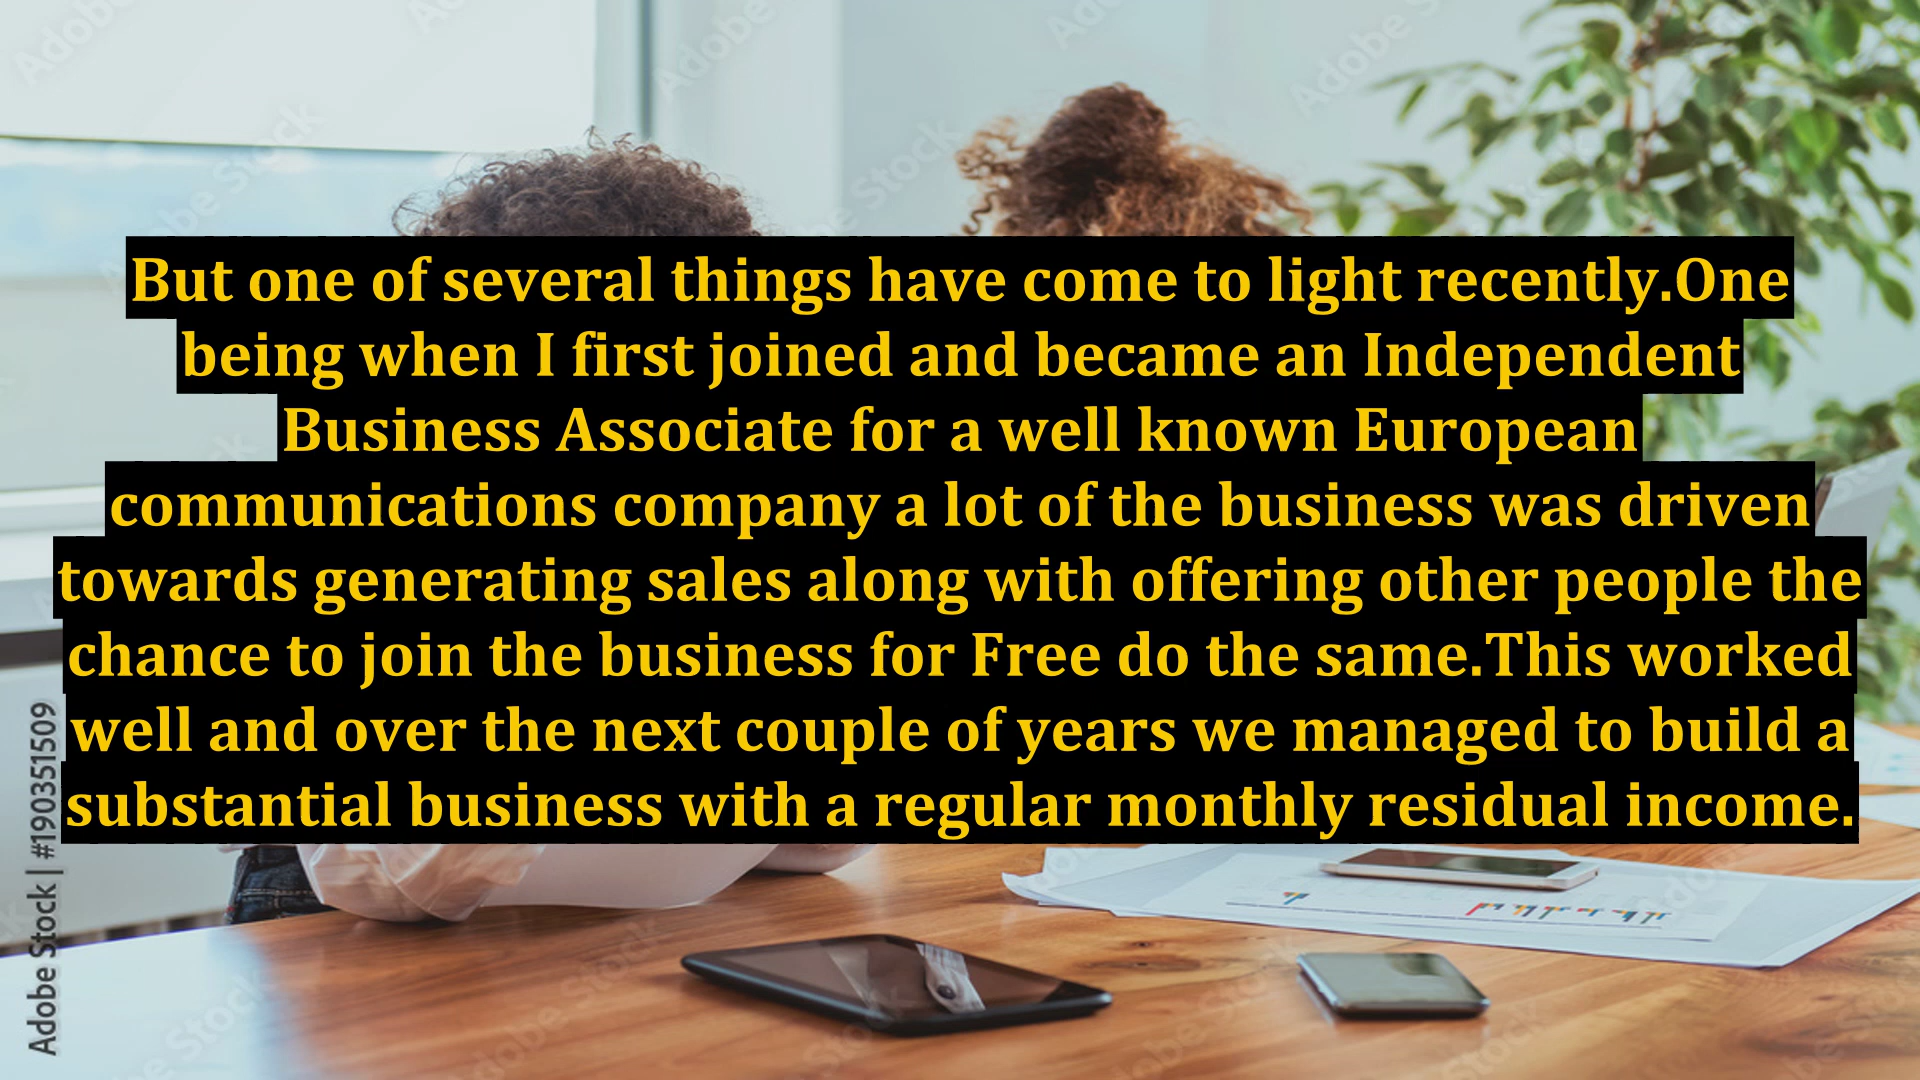 But one of several things have come to light recently.One
being when I first joined and became an Independent
Business Associate for a well known European
communications company a lot of the business was driven
towards generating sales along with offering other people the
chance to join the business for Free do the same.This worked
well and over the next couple of years we managed to build a
substantial business with a regular monthly residual income.
Adobe Stock | #190351509